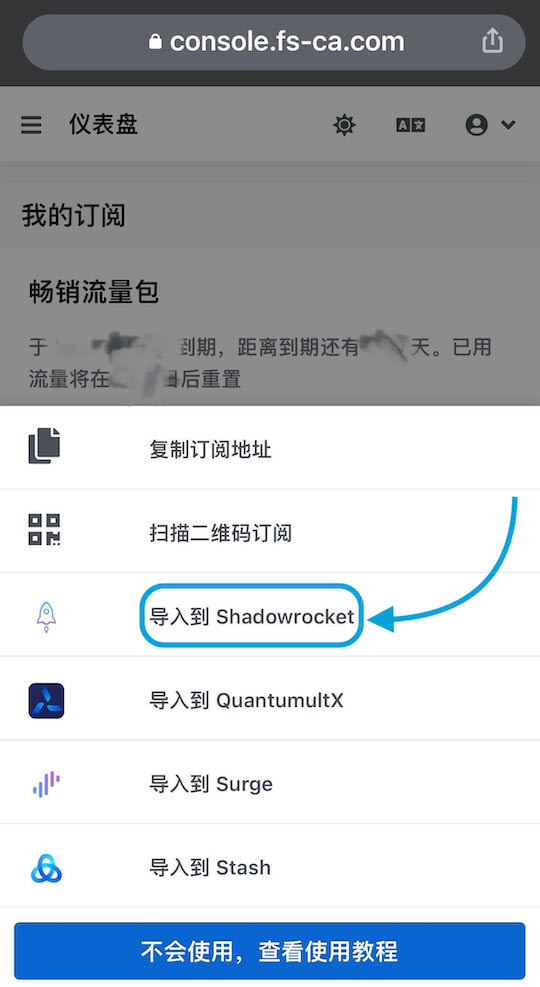 console.fs-ca.com
仪表盘
我的订阅
畅销流量包
于 到期，距离到期还有 天。已用
流量将在 日后重置
复制订阅地址
扫描二维码订阅
导入到 Shadowrocket
导入到 QuantumultX
导入到 Surge
导入到 Stash
不会使用，查看使用教程